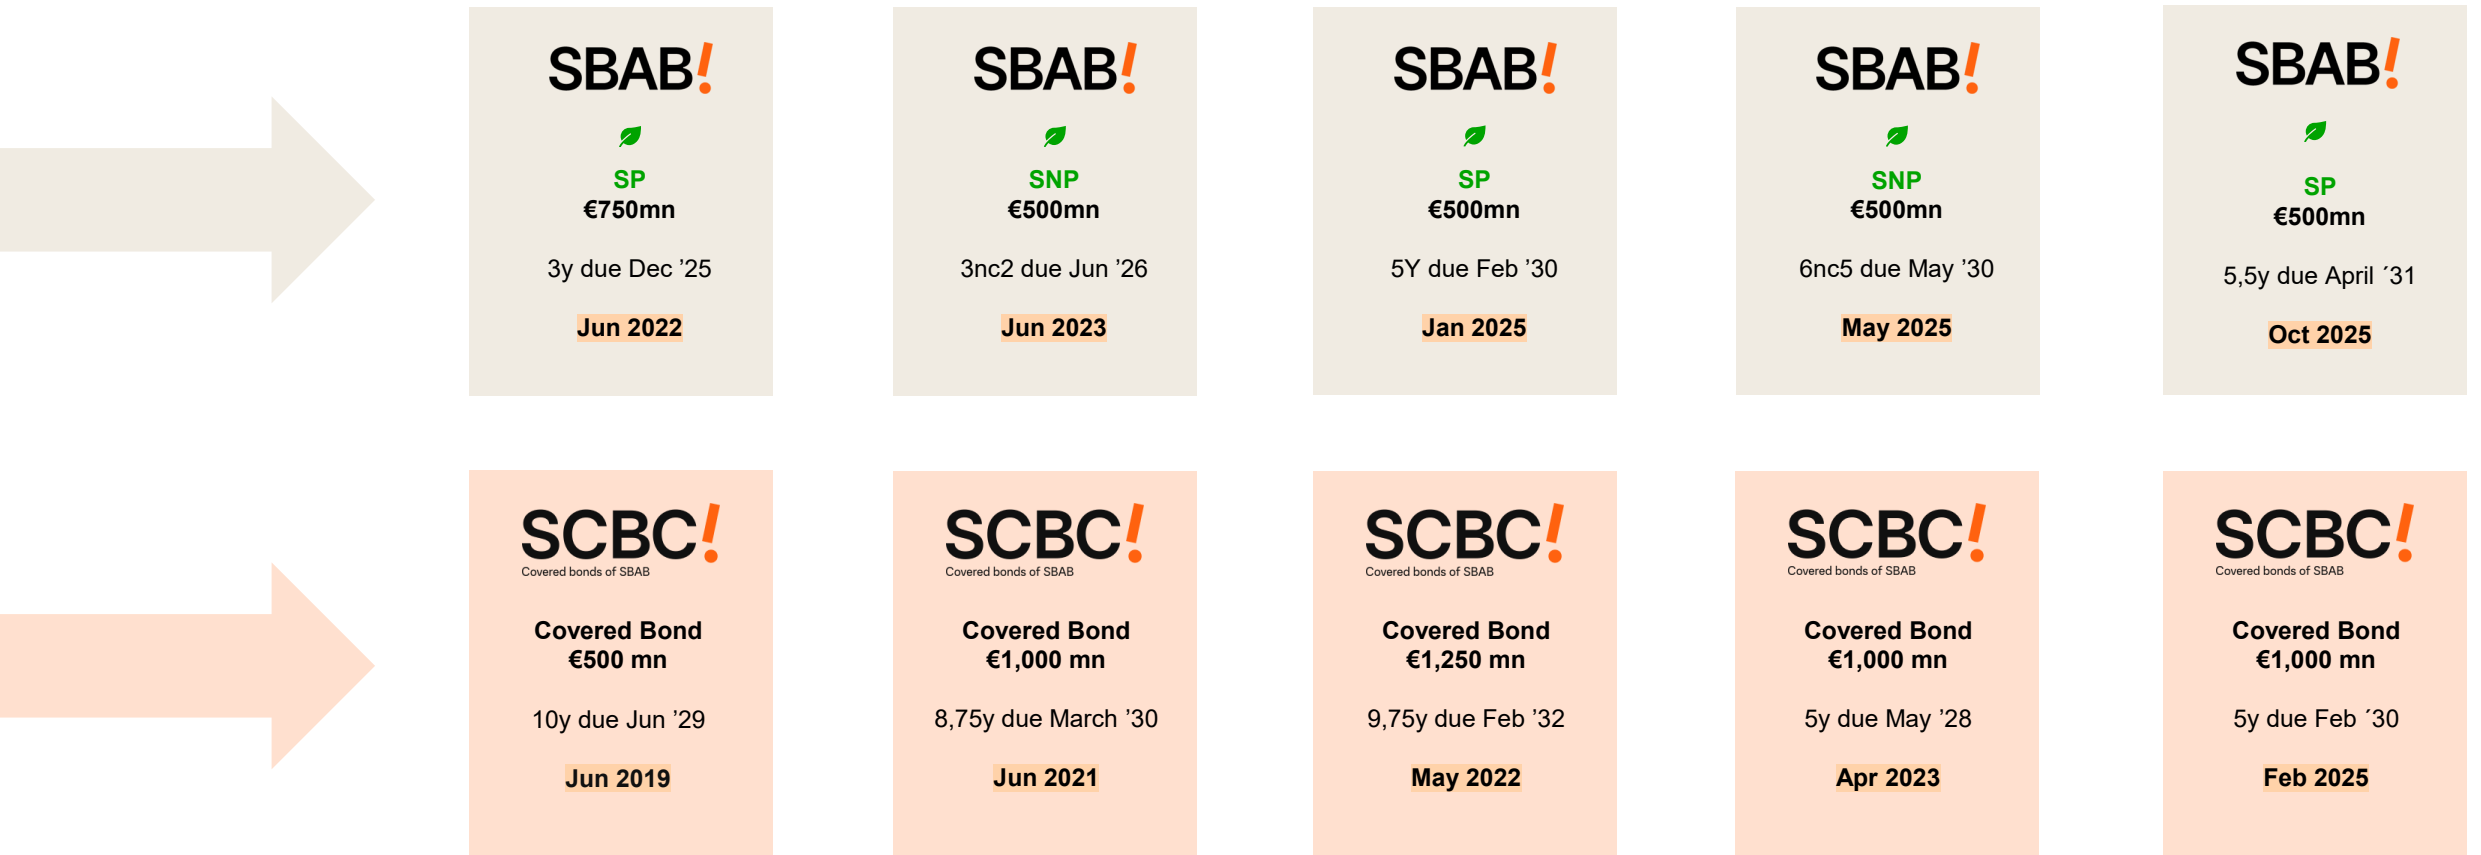 SBAB!
SP
€750mn
3y due Dec ’25
Jun 2022
SBAB!
SNP
€500mn
3nc2 due Jun ’26
Jun 2023
SBAB!
SP
€500mn
5Y due Feb ’30
Jan 2025
SBAB!
SNP
€500mn
6nc5 due May ’30
May 2025
SBAB!
SP
€500mn
5,5y due April ´31
Oct 2025
SCBC!
Covered bonds of SBAB
Covered Bond
€500 mn
10y due Jun ’29
Jun 2019
SCBC!
Covered bonds of SBAB
Covered Bond
€1,000 mn
8,75y due March ’30
Jun 2021
SCBC!
Covered bonds of SBAB
Covered Bond
€1,250 mn
9,75y due Feb ’32
May 2022
SCBC!
Covered bonds of SBAB
Covered Bond
€1,000 mn
5y due May ’28
Apr 2023
SCBC!
Covered bonds of SBAB
Covered Bond
€1,000 mn
5y due Feb ´30
Feb 2025